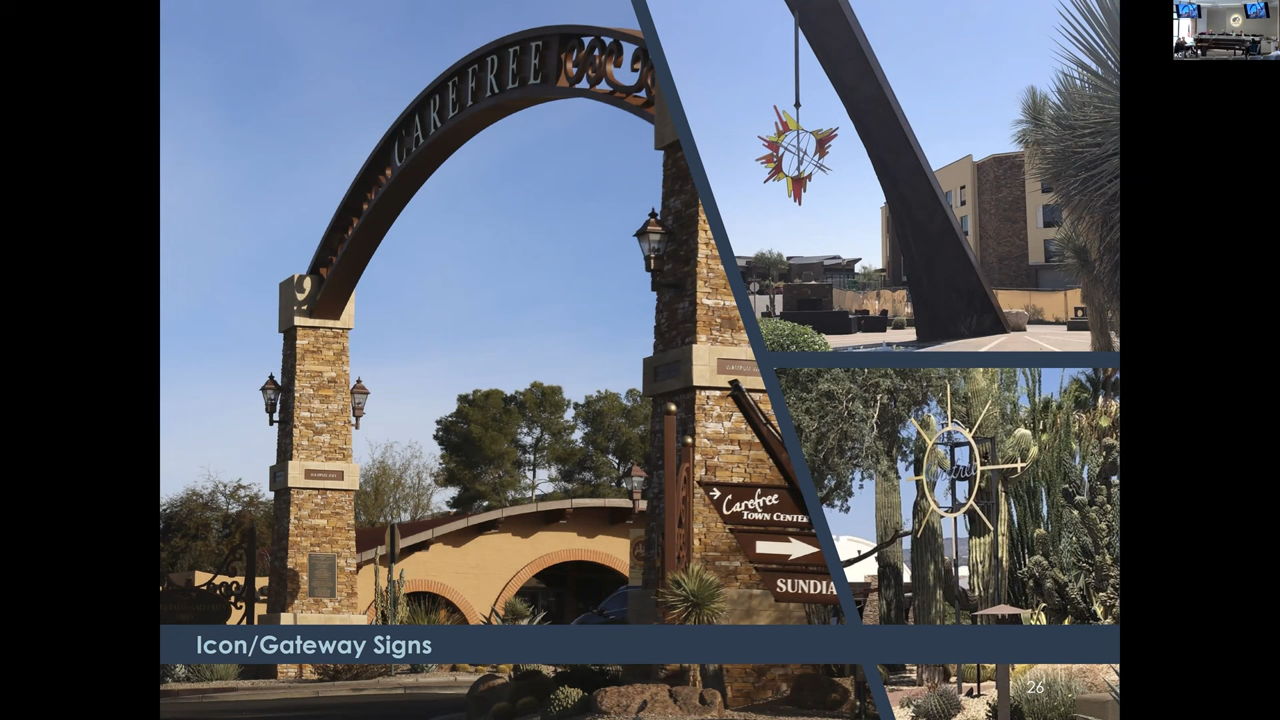 CAREFREE
Carefree
TOWN CENTER
SUNDIA
Icon/Gateway Signs
26